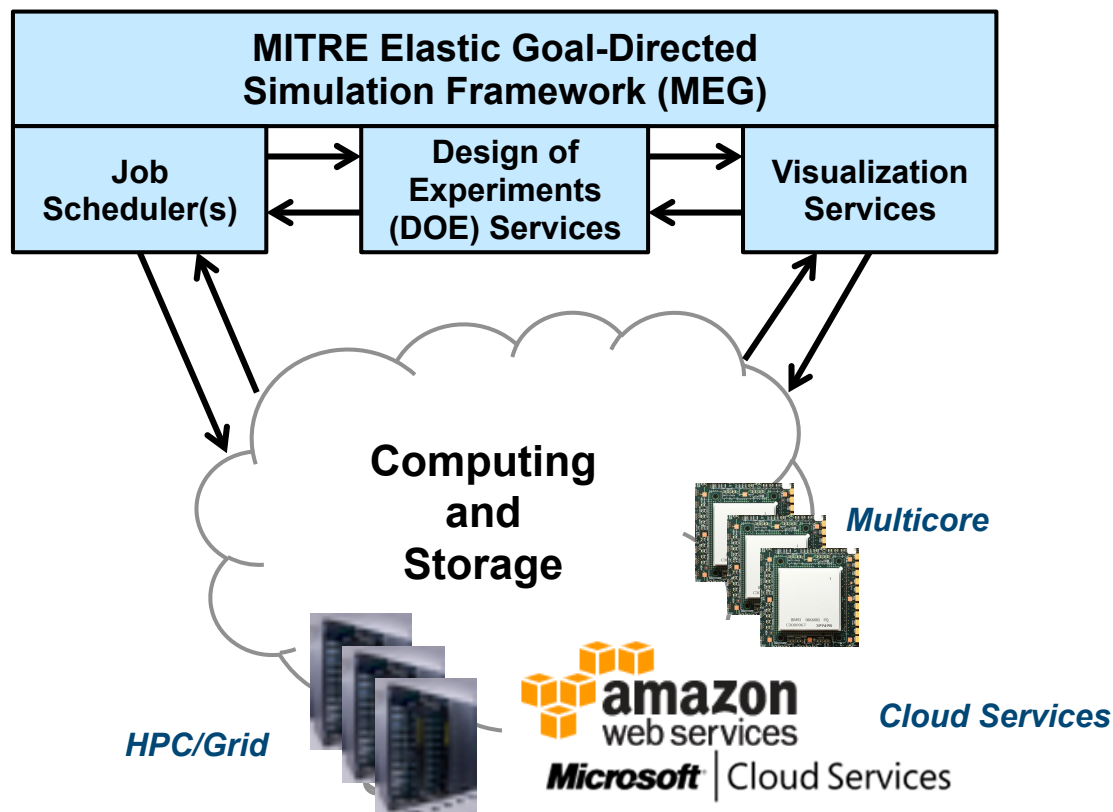 MITRE Elastic Goal-Directed
Simulation Framework (MEG)
Job
Scheduler(s)
Design of
Experiments
(DOE) Services
Visualization
Services
Computing
and
Storage
Multicore
HPC/Grid
amazon
web services
Microsoft | Cloud Services
Cloud Services